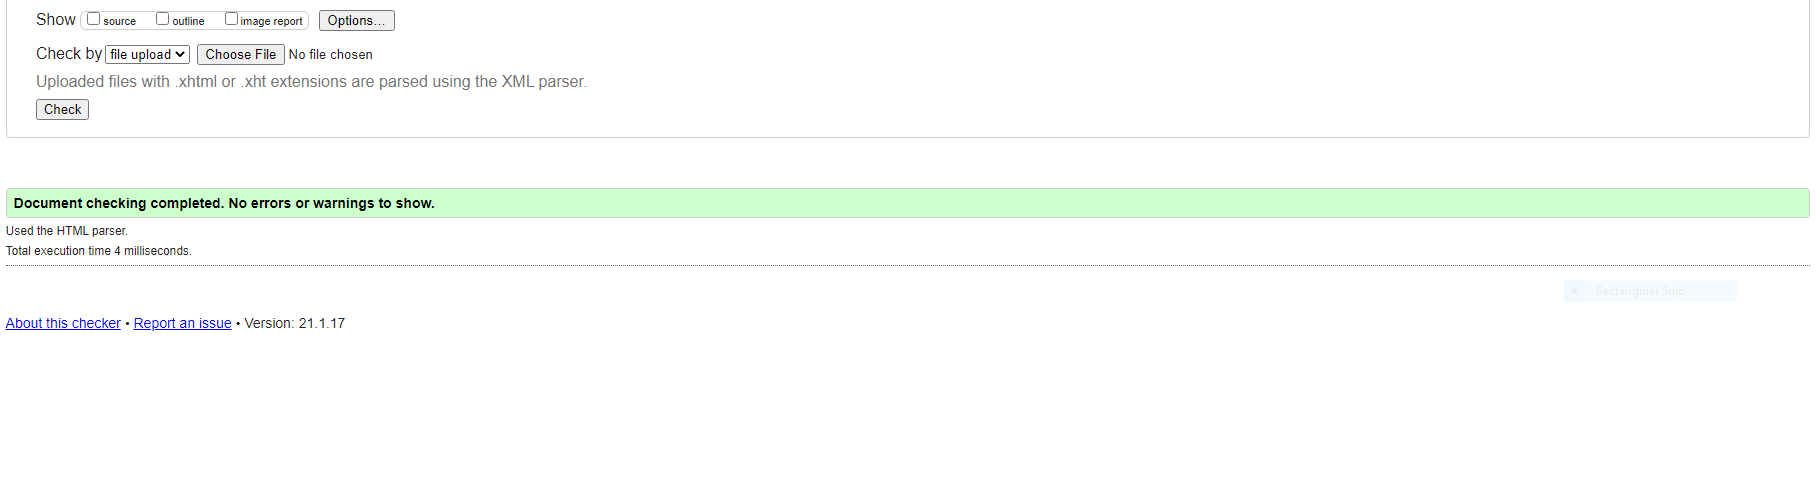 Show source outline image report Options...
Check by file upload Choose File No file chosen
Uploaded files with .xhtml or .xht extensions are parsed using the XML parser.
Check
Document checking completed. No errors or warnings to show.
Used the HTML parser.
Total execution time 4 milliseconds.
Rectangular Snip
About this checker • Report an issue • Version: 21.1.17